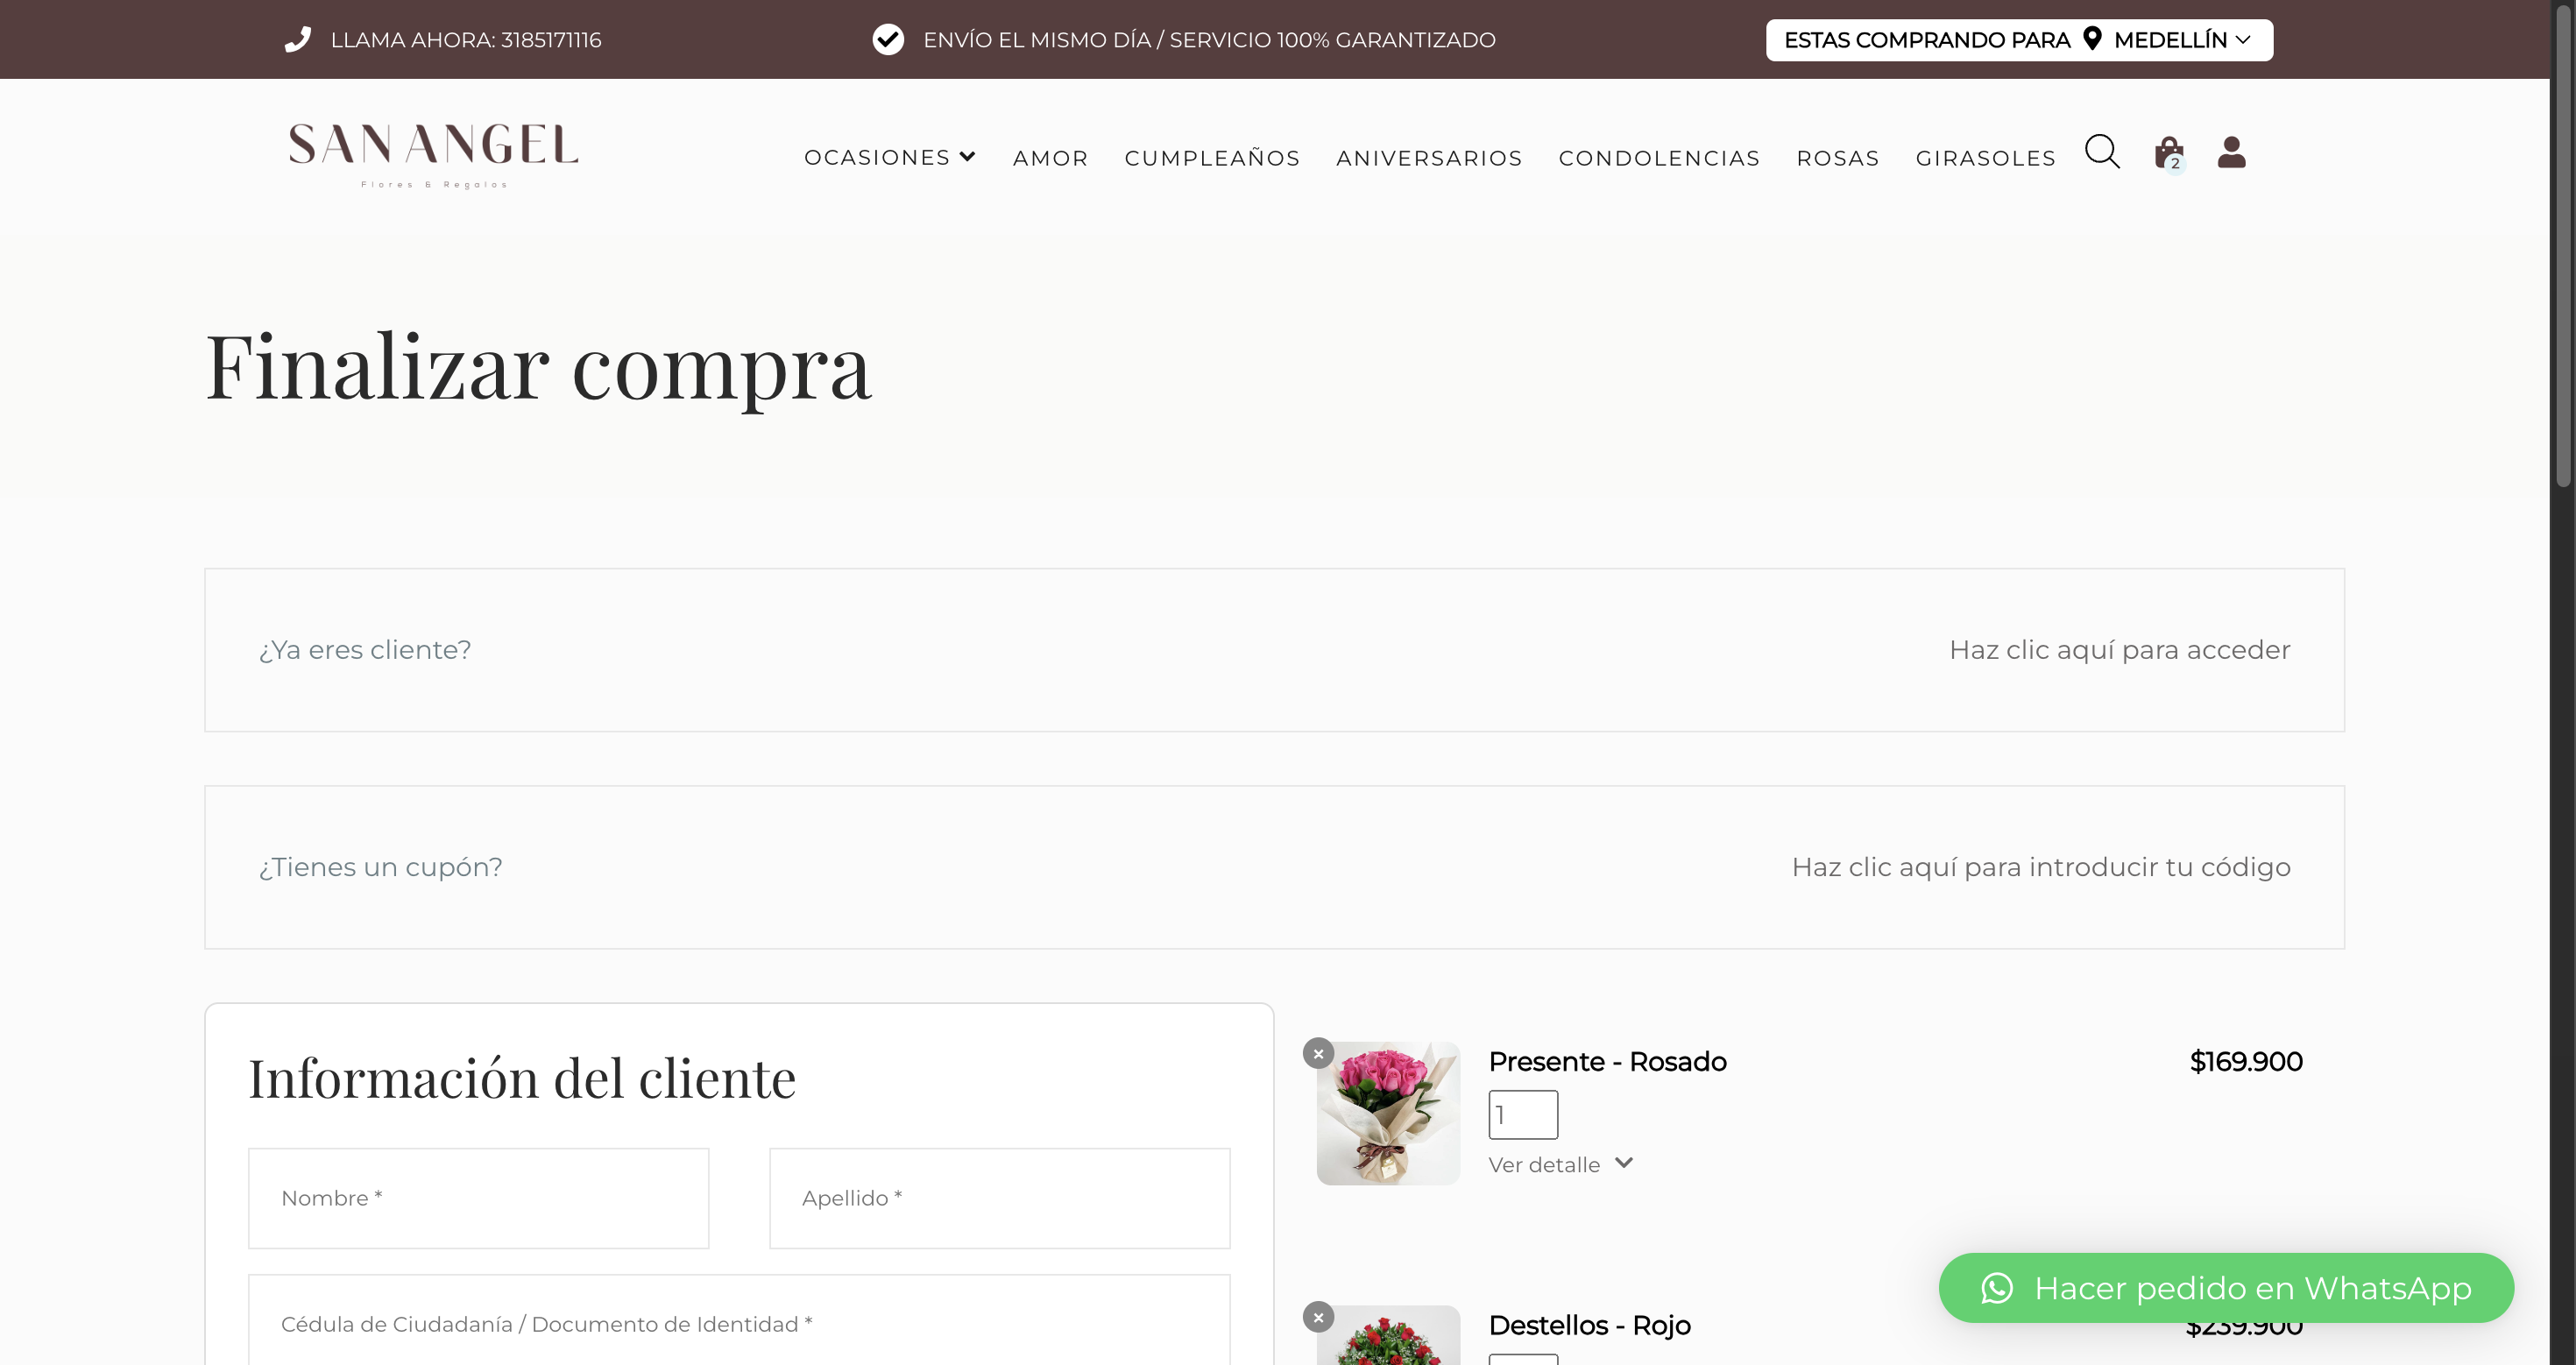 LLAMA AHORA: 3185171116
ENVÍO EL MISMO DÍA / SERVICIO 100% GARANTIZADO
ESTAS COMPRANDO PARA MEDELLÍN
SAN ANGEL
Flores & Regalos
OCASIONES AMOR CUMPLEAÑOS ANIVERSARIOS CONDOLENCIAS ROSAS GIRASOLES
2
Finalizar compra
¿Ya eres cliente? Haz clic aquí para acceder
¿Tienes un cupón? Haz clic aquí para introducir tu código
Información del cliente
Nombre * Apellido *
Cédula de Ciudadanía / Documento de Identidad *
Presente - Rosado $169.900
1
Ver detalle
Destellos - Rojo $239.900
Hacer pedido en WhatsApp